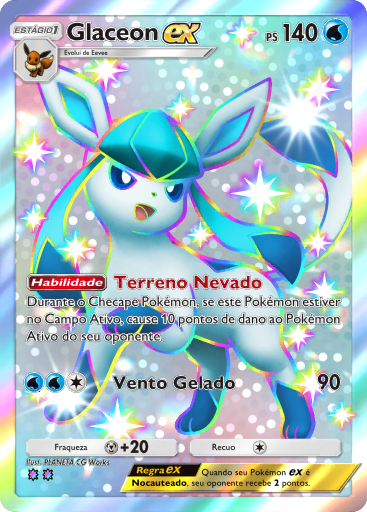 ESTÁGIO 1
Glaceon ex
PS 140
Evolui de Eevee
Habilidade Terreno Nevado
Durante o Checape Pokémon, se este Pokémon estiver
no Campo Ativo, cause 10 pontos de dano ao Pokémon
Ativo do seu oponente.
Vento Gelado 90
Fraqueza +20 Recuo
Ilust. PLANETA CG Works
Regra ex Quando seu Pokémon ex é
Nocauteado, seu oponente recebe 2 pontos.